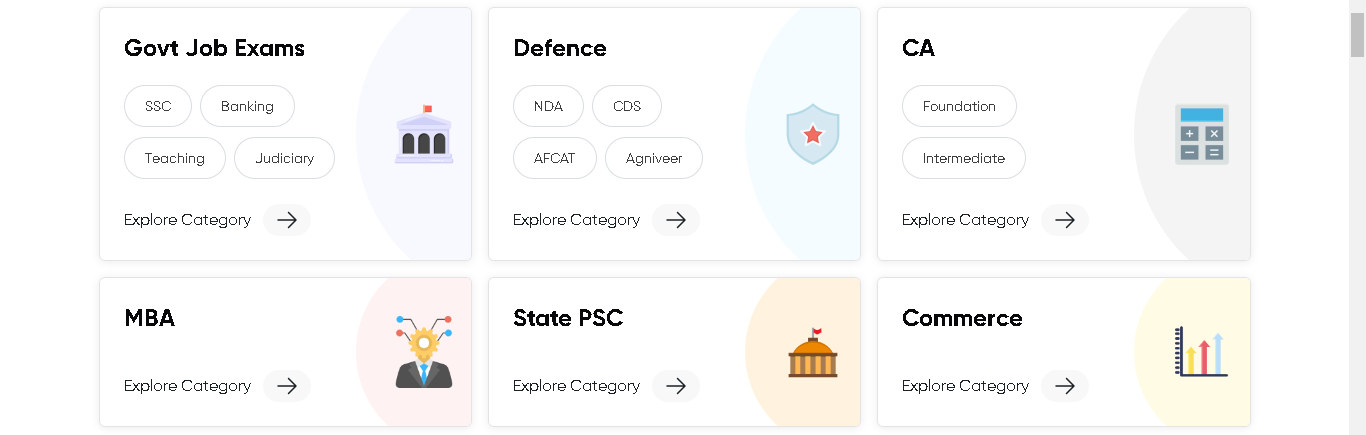 Govt Job Exams
SSC
Banking
Teaching
Judiciary
Explore Category
Defence
NDA
CDS
AFCAT
Agniveer
Explore Category
CA
Foundation
Intermediate
Explore Category
MBA
Explore Category
State PSC
Explore Category
Commerce
Explore Category